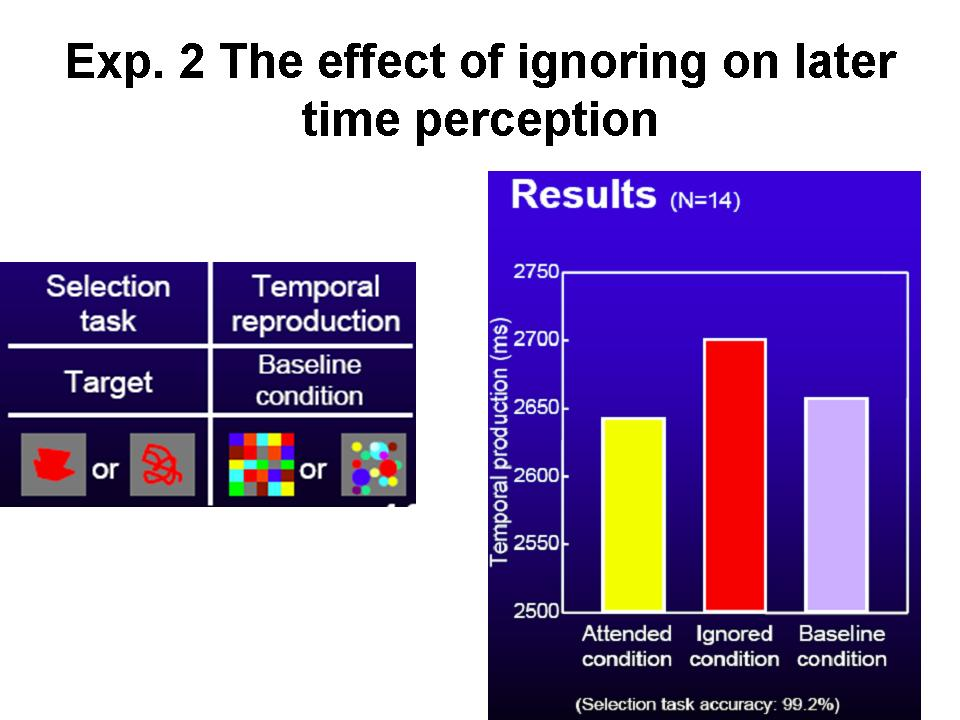 Exp. 2 The effect of ignoring on later
time perception
Selection
task
Temporal
reproduction
Target
Baseline
condition
or
or
Results (N=14)
Temporal production (ms)
2750
2700
2650
2600
2550
2500
Attended
condition
Ignored
condition
Baseline
condition
(Selection task accuracy: 99.2%)